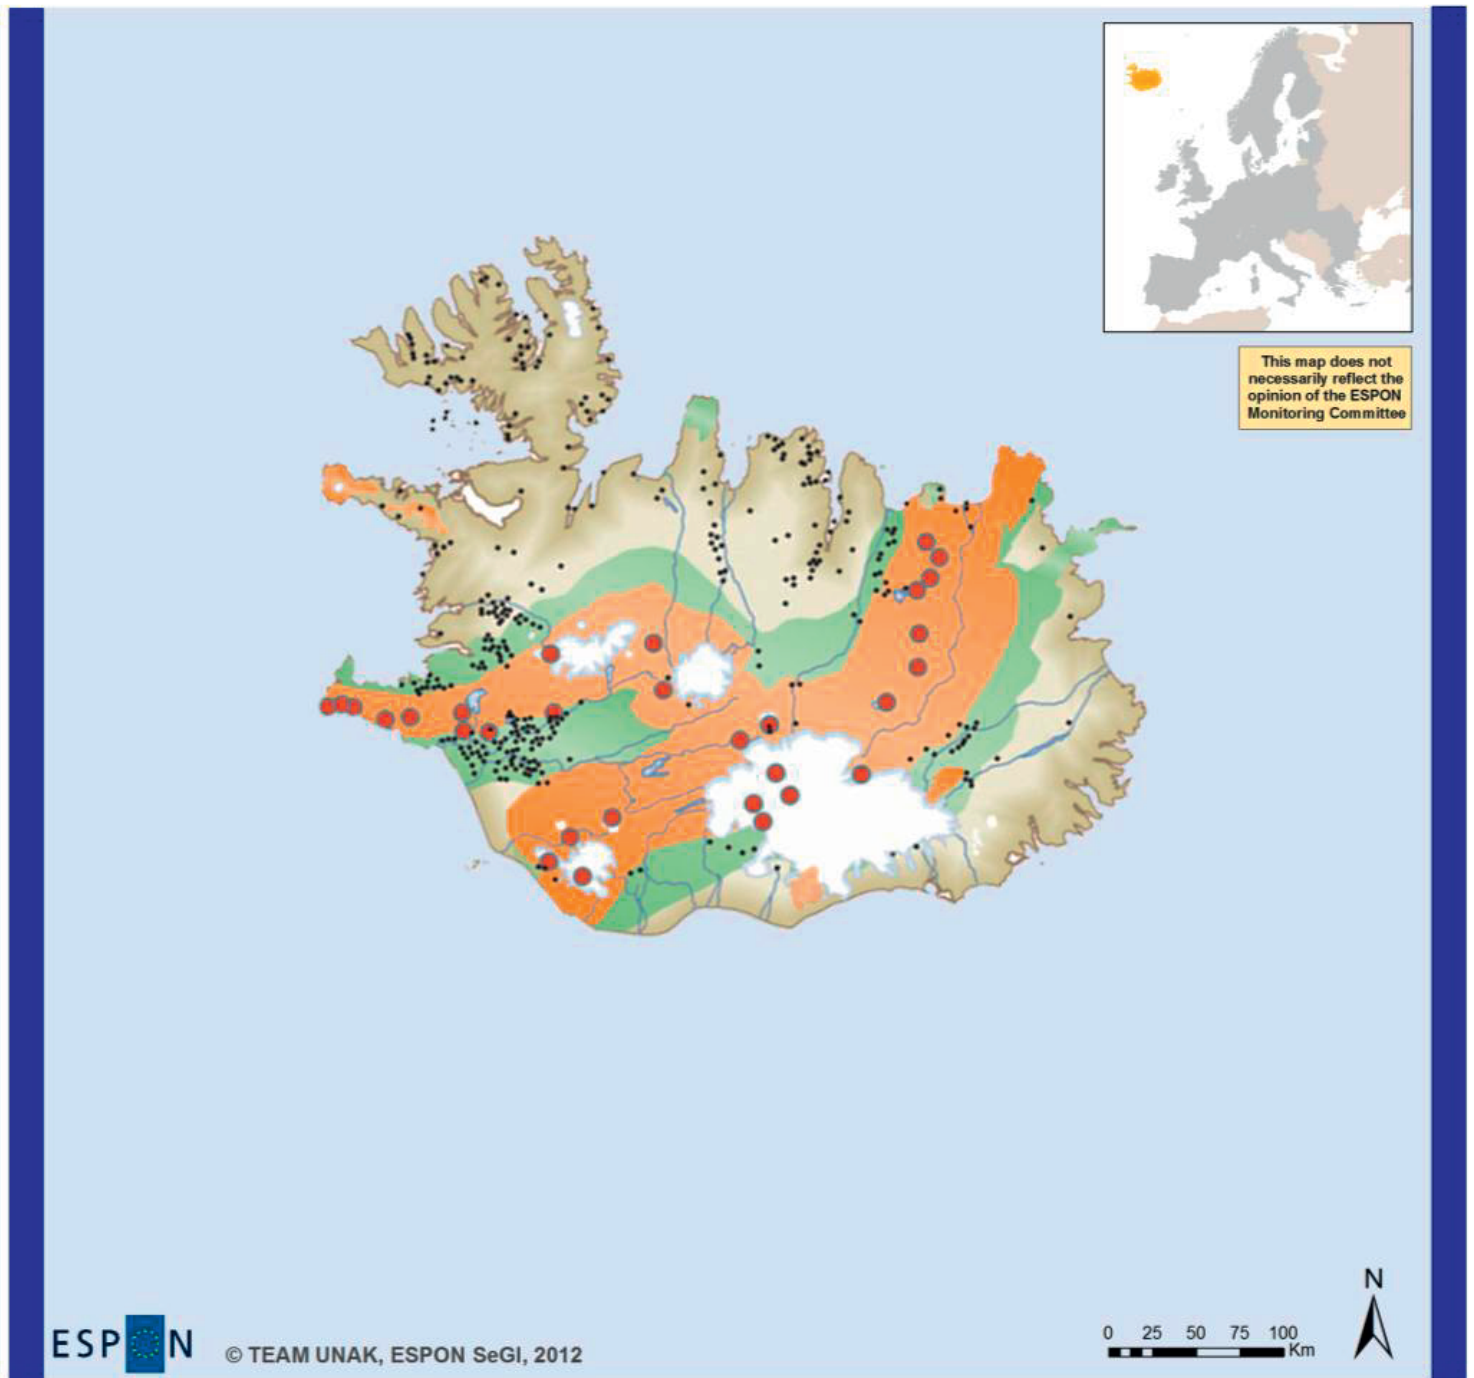 This map does not
necessarily reflect the
opinion of the ESPON
Monitoring Committee
N
0 25 50 75 100
Km
ESPON
© TEAM UNAK, ESPON SeGI, 2012